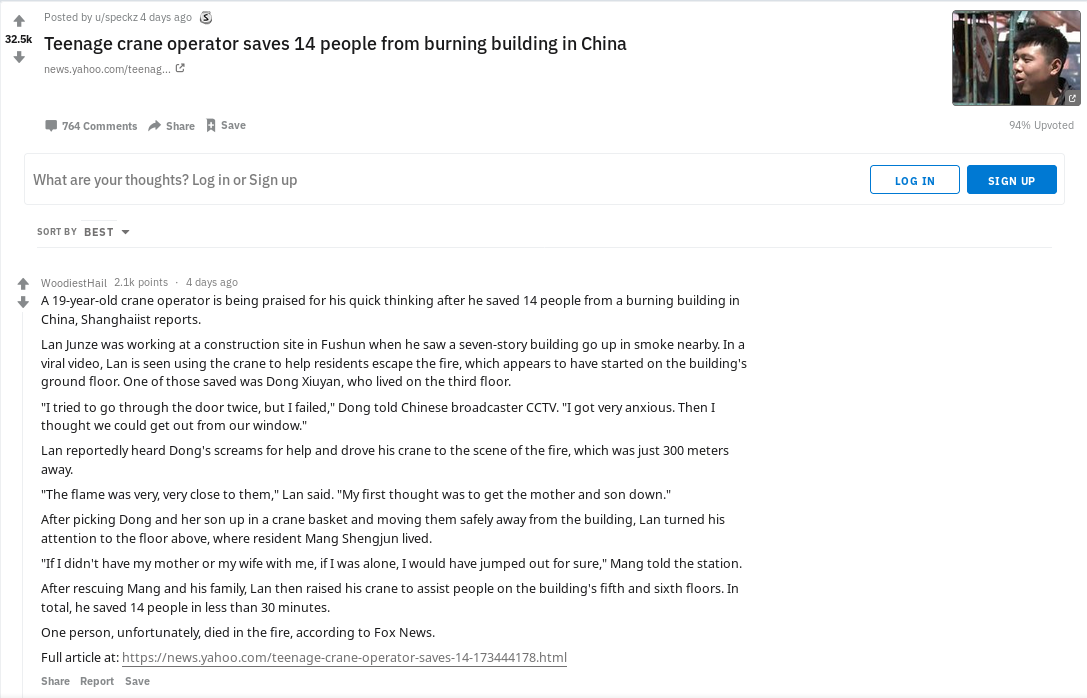 Posted by u/speckz 4 days ago
32.5k
Teenage crane operator saves 14 people from burning building in China
news.yahoo.com/teenag...
764 Comments Share Save
94% Upvoted
What are your thoughts? Log in or Sign up
LOG IN
SIGN UP
SORT BY BEST
WoodiestHail 2.1k points · 4 days ago
A 19-year-old crane operator is being praised for his quick thinking after he saved 14 people from a burning building in
China, Shanghaiist reports.
Lan Junze was working at a construction site in Fushun when he saw a seven-story building go up in smoke nearby. In a
viral video, Lan is seen using the crane to help residents escape the fire, which appears to have started on the building's
ground floor. One of those saved was Dong Xiuyan, who lived on the third floor.
"I tried to go through the door twice, but I failed," Dong told Chinese broadcaster CCTV. "I got very anxious. Then I
thought we could get out from our window."
Lan reportedly heard Dong's screams for help and drove his crane to the scene of the fire, which was just 300 meters
away.
"The flame was very, very close to them," Lan said. "My first thought was to get the mother and son down."
After picking Dong and her son up in a crane basket and moving them safely away from the building, Lan turned his
attention to the floor above, where resident Mang Shengjun lived.
"If I didn't have my mother or my wife with me, if I was alone, I would have jumped out for sure," Mang told the station.
After rescuing Mang and his family, Lan then raised his crane to assist people on the building's fifth and sixth floors. In
total, he saved 14 people in less than 30 minutes.
One person, unfortunately, died in the fire, according to Fox News.
Full article at: https://news.yahoo.com/teenage-crane-operator-saves-14-173444178.html
Share Report Save